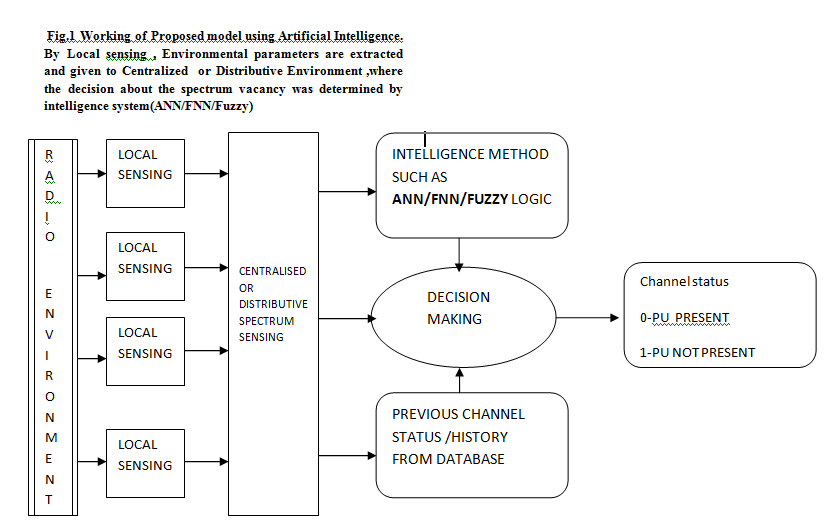 Fig.1 Working of Proposed model using Artificial Intelligence.
By Local sensing , Environmental parameters are extracted
and given to Centralized or Distributive Environment ,where
the decision about the spectrum vacancy was determined by
intelligence system(ANN/FNN/Fuzzy)
RADIO ENVIRONMENT
LOCAL
SENSING
LOCAL
SENSING
LOCAL
SENSING
LOCAL
SENSING
CENTRALISED
OR
DISTRIBUTIVE
SPECTRUM
SENSING
INTELLIGENCE METHOD
SUCH AS
ANN/FNN/FUZZY LOGIC
DECISION
MAKING
PREVIOUS CHANNEL
STATUS /HISTORY
FROM DATABASE
Channel status
0-PU PRESENT
1-PU NOT PRESENT